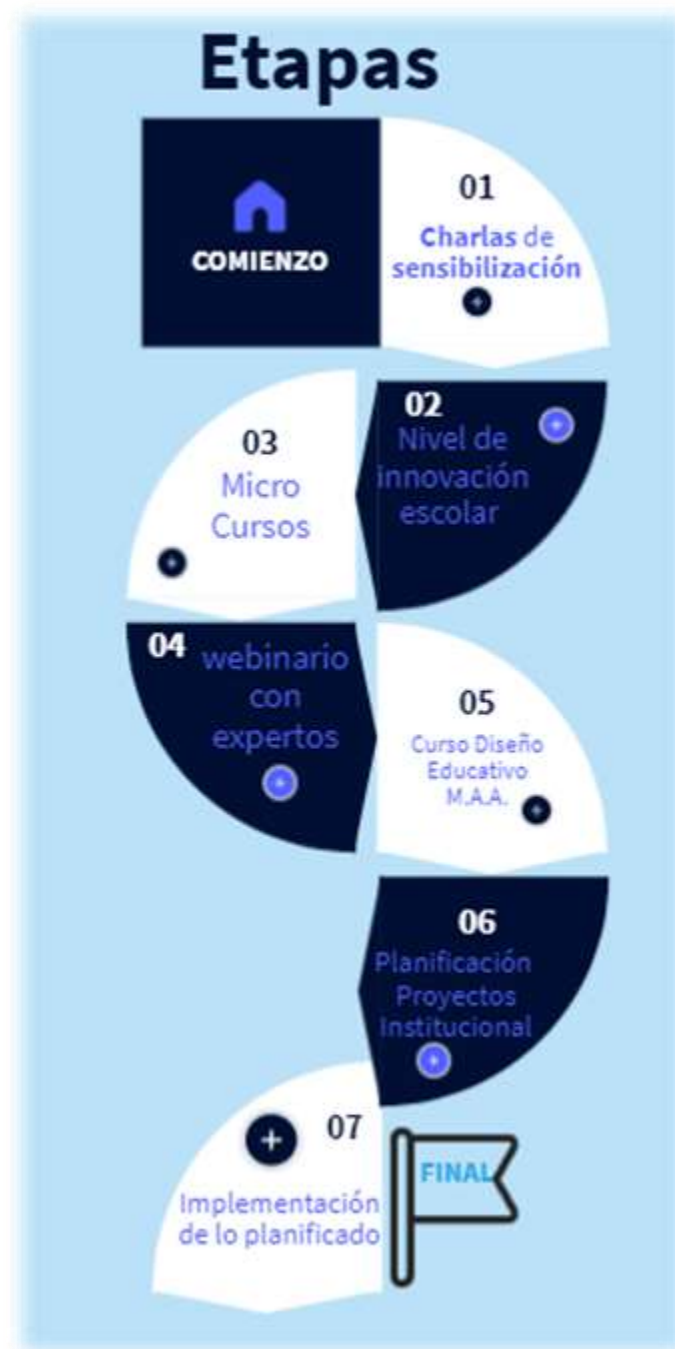 Etapas
COMIENZO
01
Charlas de
sensibilización
02
Nivel de
innovación
escolar
03
Micro
Cursos
04
webinario
con
expertos
05
Curso Diseño
Educativo
M.A.A.
06
Planificación
Proyectos
Institucional
07
Implementación
de lo planificado
FINAL